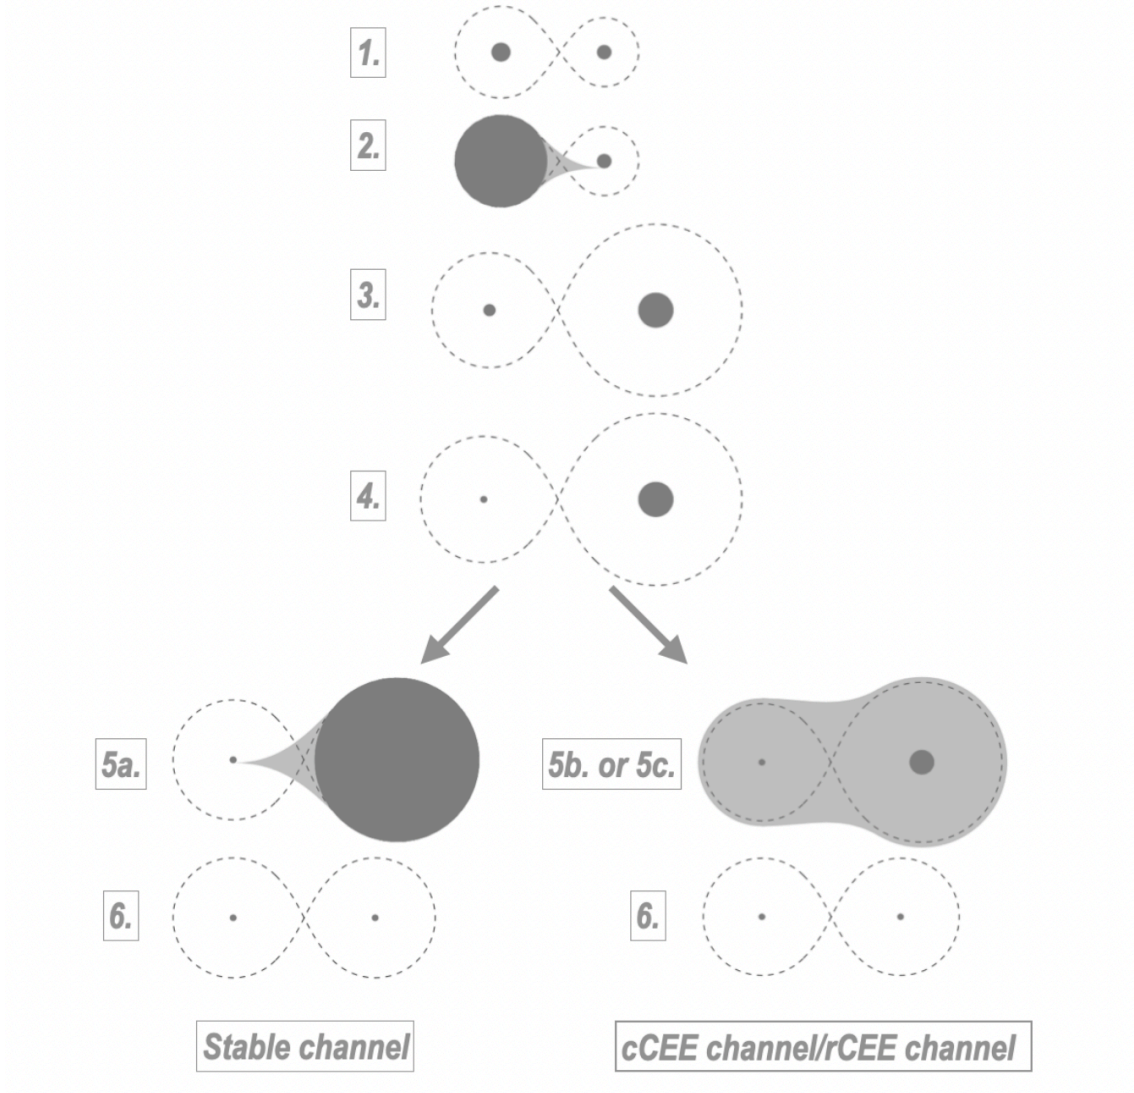 1.
2.
3.
4.
5a.
5b. or 5c.
6.
6.
Stable channel
cCEE channel/rCEE channel